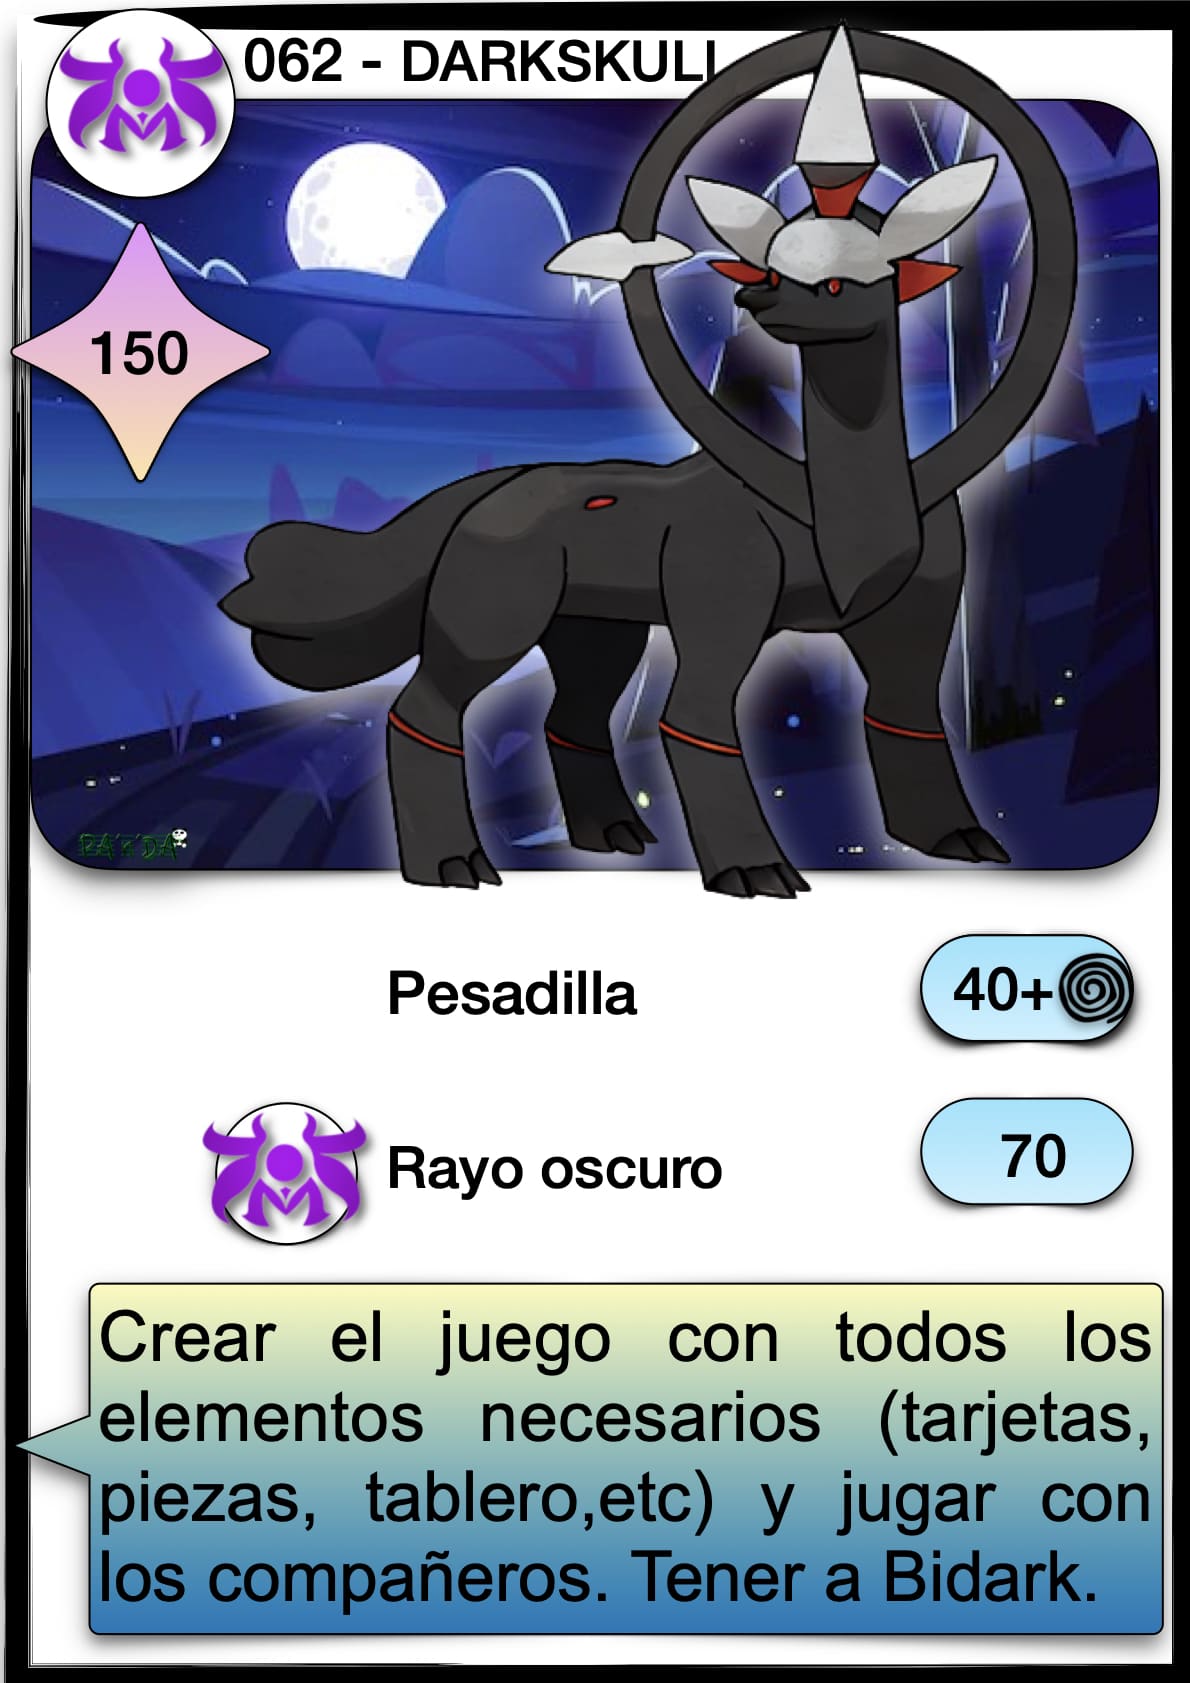 062 - DARKSKULL
150
Pesadilla
40+
Rayo oscuro
70
Crear el juego con todos los
elementos necesarios (tarjetas,
piezas, tablero,etc) y jugar con
los compañeros. Tener a Bidark.